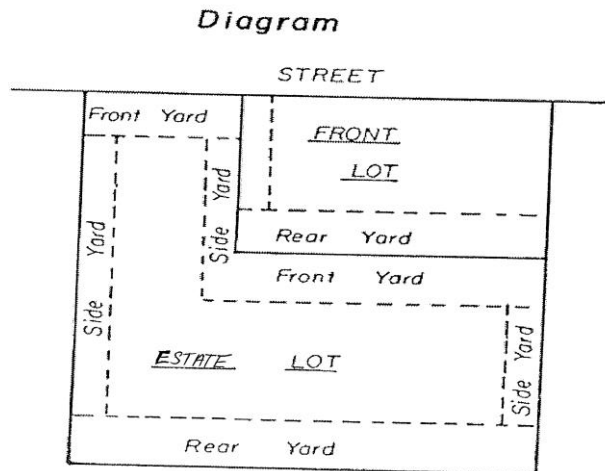 Diagram
STREET
Front Yard
FRONT
LOT
Side Yard
Rear Yard
Front Yard
Side Yard
ESTATE LOT
Side Yard
Rear Yard